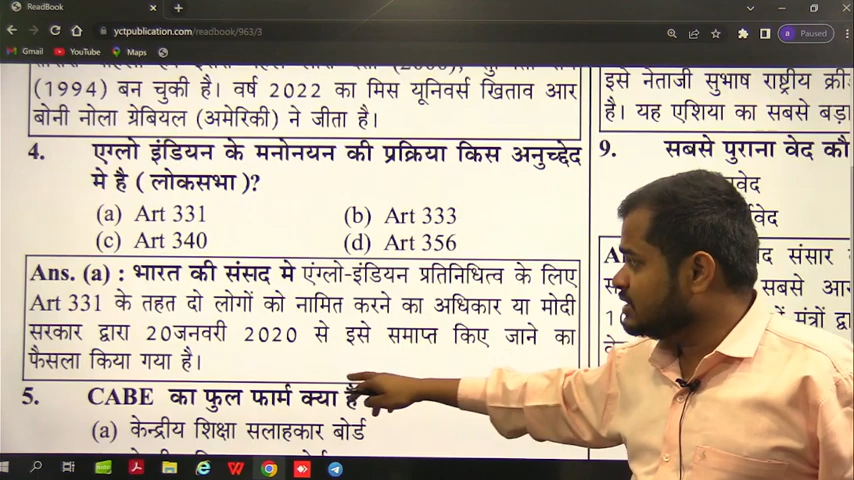 ReadBook
yctpublication.com/readbook/963/3
a Paused
Gmail YouTube Maps
(1994) बन चुकी है। वर्ष 2022 का मिस यूनिवर्स खिताव आर
बोनी नोला ग्रेबियल (अमेरिकी) ने जीता है।
4. एग्लो इंडियन के मनोनयन की प्रक्रिया किस अनुच्छेद
मे है (लोकसभा)?
(a) Art 331 (b) Art 333
(c) Art 340 (d) Art 356
Ans. (a) : भारत की संसद मे एंग्लो-इंडियन प्रतिनिधित्व के लिए
Art 331 के तहत दो लोगों को नामित करने का अधिकार या मोदी
सरकार द्वारा 20जनवरी 2020 से इसे समाप्त किए जाने का
फैसला किया गया है।
5. CABE का फुल फार्म क्या है
(a) केन्द्रीय शिक्षा सलाहकार बोर्ड
इसे नेताजी सुभाष राष्ट्रीय
है। यह एशिया का सबसे बड़ा
9. सबसे पुराना वेद
संसार
सबसे
मंत्रों